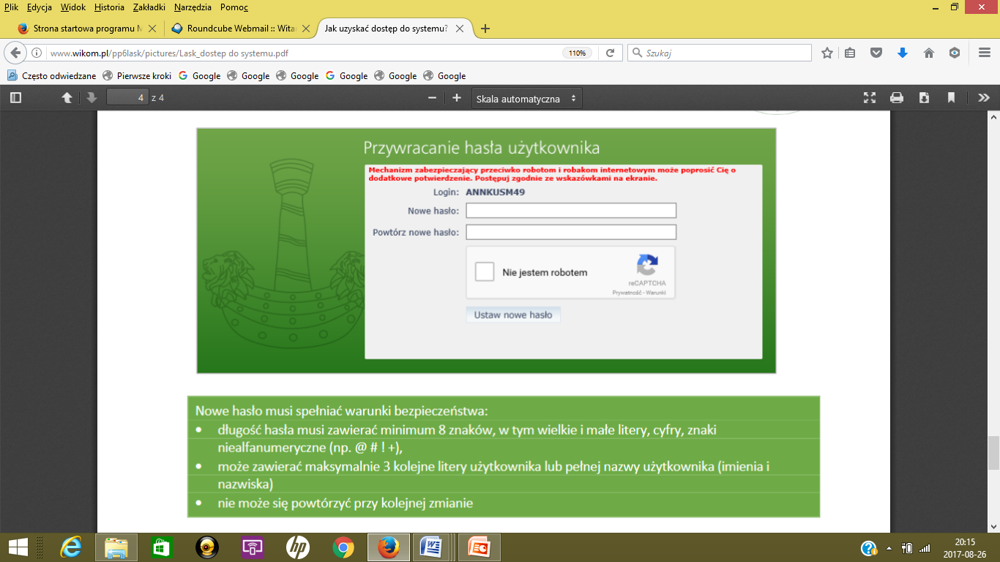 Plik Edycja Widok Historia Zakładki Narzędzia Pomoc
Strona startowa programu M
Roundcube Webmail :: Wita
Jak uzyskać dostęp do systemu?
www.wikom.pl/pp6lask/pictures/Lask_dostep do systemu.pdf
110%
Szukaj
Często odwiedzane Pierwsze kroki Google Google Google Google Google Google
4 z 4
Skala automatyczna
Przywracanie hasła użytkownika
Mechanizm zabezpieczający przeciwko robotom i robakom internetowym może poprosić Cię o
dodatkowe potwierdzenie. Postępuj zgodnie ze wskazówkami na ekranie.
Login: ANNKUSM49
Nowe hasło:
Powtórz nowe hasło:
Nie jestem robotem
reCAPTCHA
Prywatność - Warunki
Ustaw nowe hasło
Nowe hasło musi spełniać warunki bezpieczeństwa:
• długość hasła musi zawierać minimum 8 znaków, w tym wielkie i małe litery, cyfry, znaki
niealfanumeryczne (np. @ # ! +),
• może zawierać maksymalnie 3 kolejne litery użytkownika lub pełnej nazwy użytkownika (imienia i
nazwiska)
• nie może się powtórzyć przy kolejnej zmianie
20:15
2017-08-26